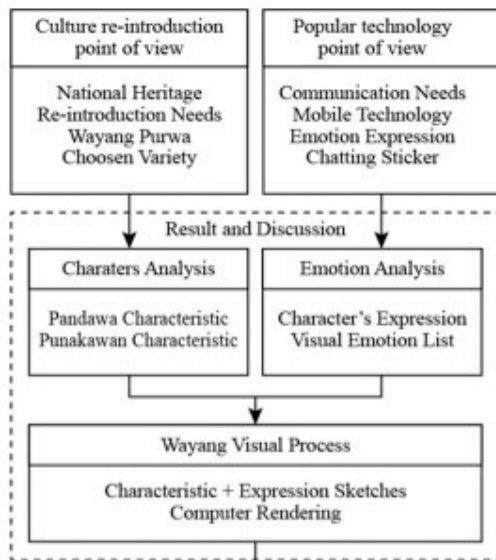 Culture re-introduction
point of view
National Heritage
Re-introduction Needs
Wayang Purwa
Choosen Variety
Popular technology
point of view
Communication Needs
Mobile Technology
Emotion Expression
Chatting Sticker
Result and Discussion
Charaters Analysis
Pandawa Characteristic
Punakawan Characteristic
Emotion Analysis
Character's Expression
Visual Emotion List
Wayang Visual Process
Characteristic + Expression Sketches
Computer Rendering